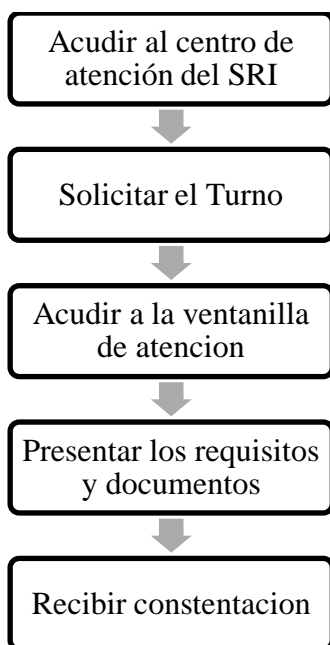 Acudir al centro de
atención del SRI
Solicitar el Turno
Acudir a la ventanilla
de atencion
Presentar los requisitos
y documentos
Recibir constentacion